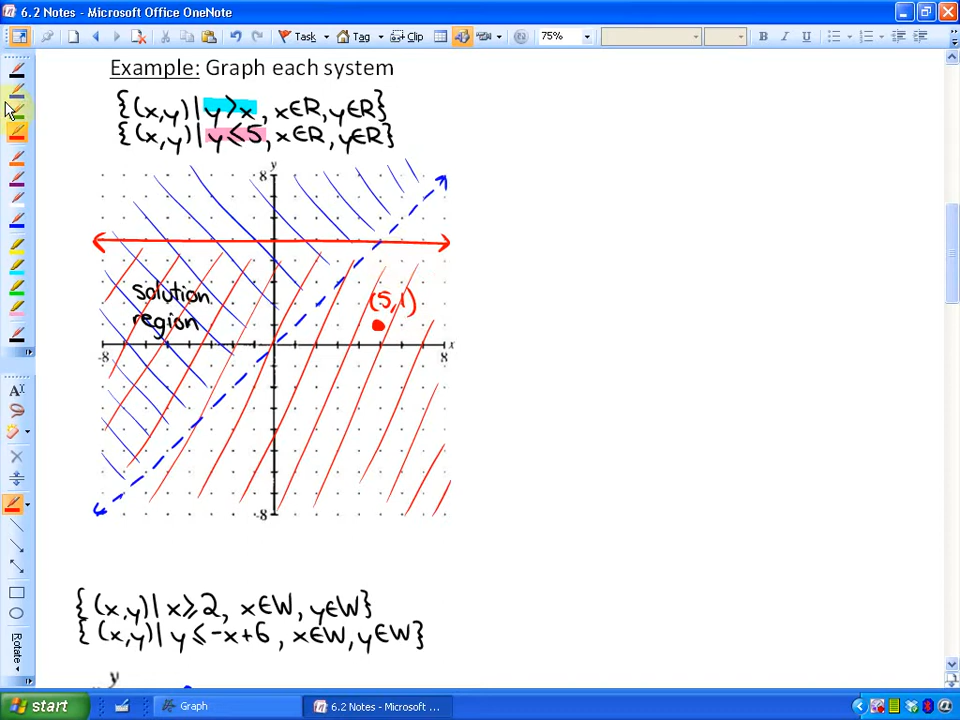 6.2 Notes - Microsoft Office OneNote
Task Tag Clip 75% B I U
Example: Graph each system
{(x,y)| y>x, x∈R, y∈R}
{(x,y)| y≤5, x∈R, y∈R}
y
8
solution
region
(5,1)
-8 8 x
-8
{(x,y)| x≥2, x∈W, y∈W}
{(x,y)| y≤-x+6, x∈W, y∈W}
y
A
Rotate
start Graph 6.2 Notes - Microsoft ...